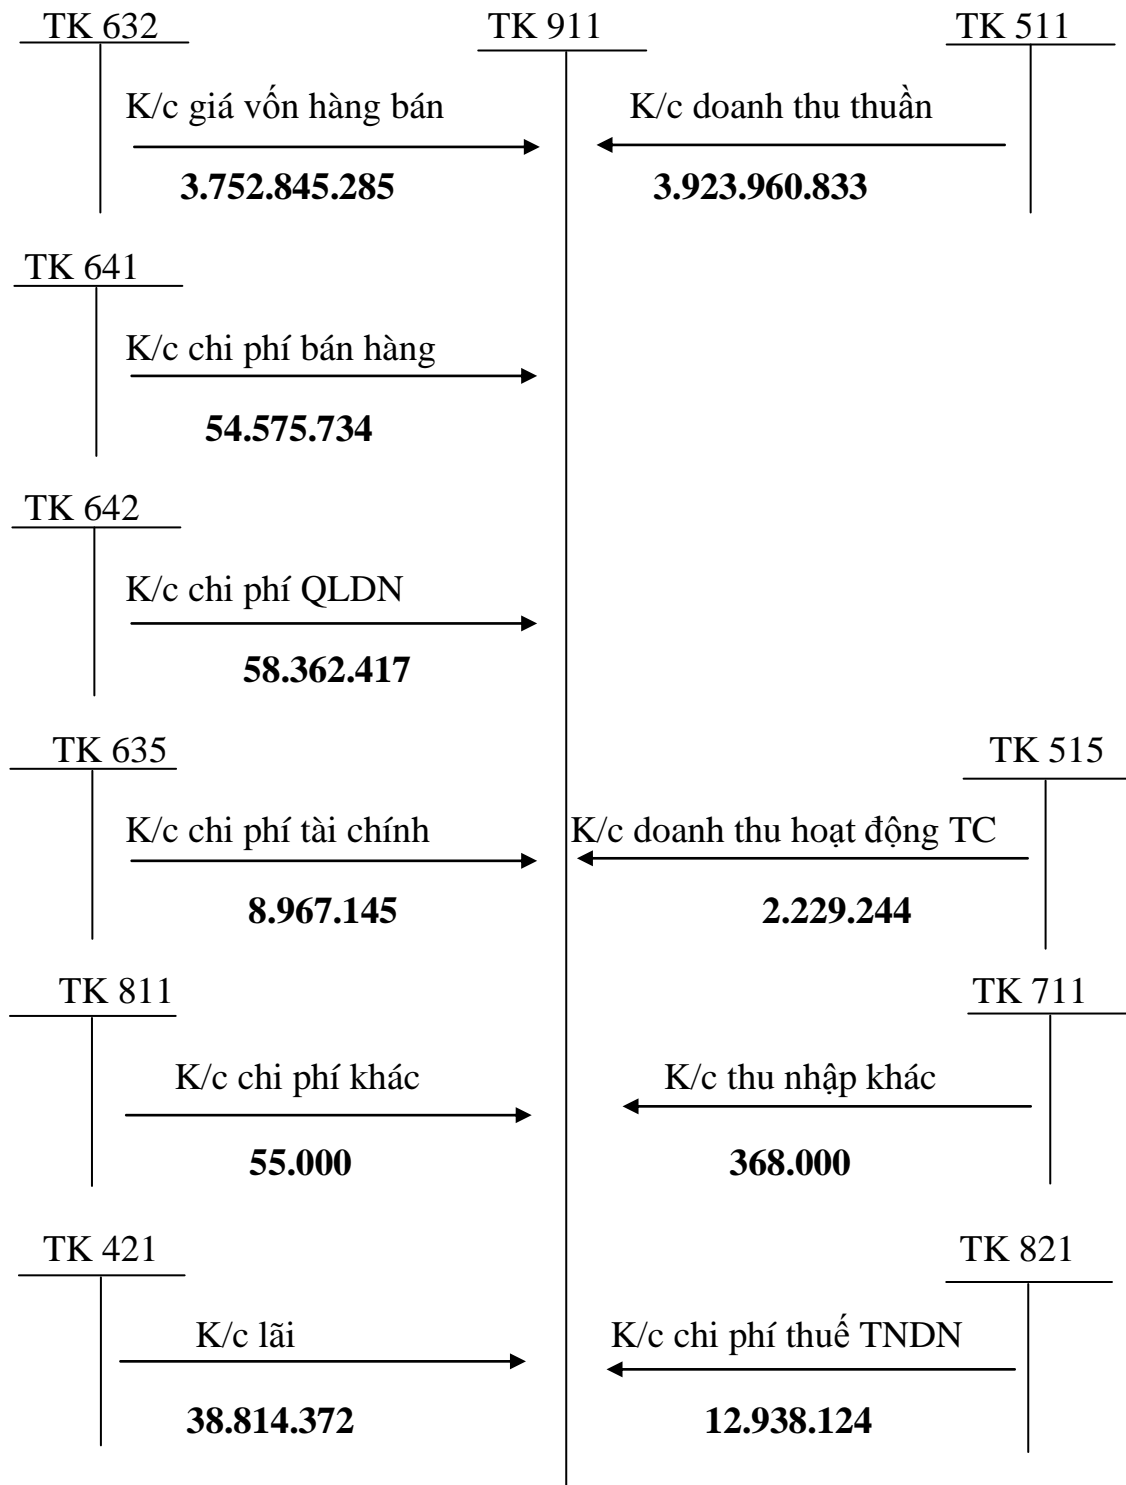 TK 632
TK 911
TK 511
K/c giá vốn hàng bán
K/c doanh thu thuần
3.752.845.285
3.923.960.833
TK 641
K/c chi phí bán hàng
54.575.734
TK 642
K/c chi phí QLDN
58.362.417
TK 635
TK 515
K/c chi phí tài chính
K/c doanh thu hoạt động TC
8.967.145
2.229.244
TK 811
TK 711
K/c chi phí khác
K/c thu nhập khác
55.000
368.000
TK 421
TK 821
K/c lãi
K/c chi phí thuế TNDN
38.814.372
12.938.124